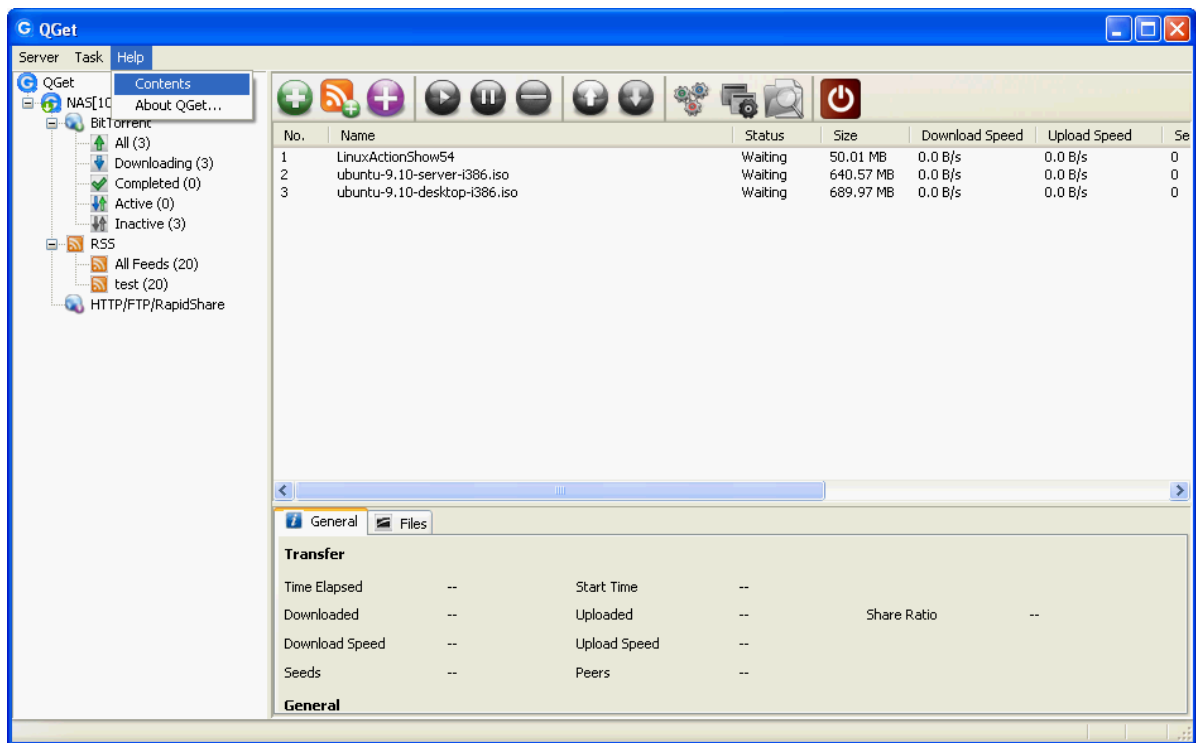 QGet
Server Task Help
Contents
About QGet...
QGet
NAS[10
BitTorrent
All (3)
Downloading (3)
Completed (0)
Active (0)
Inactive (3)
RSS
All Feeds (20)
test (20)
HTTP/FTP/RapidShare
No. Name Status Size Download Speed Upload Speed Se
1 LinuxActionShow54 Waiting 50.01 MB 0.0 B/s 0.0 B/s 0
2 ubuntu-9.10-server-i386.iso Waiting 640.57 MB 0.0 B/s 0.0 B/s 0
3 ubuntu-9.10-desktop-i386.iso Waiting 689.97 MB 0.0 B/s 0.0 B/s 0
General Files
Transfer
Time Elapsed -- Start Time --
Downloaded -- Uploaded -- Share Ratio --
Download Speed -- Upload Speed --
Seeds -- Peers --
General